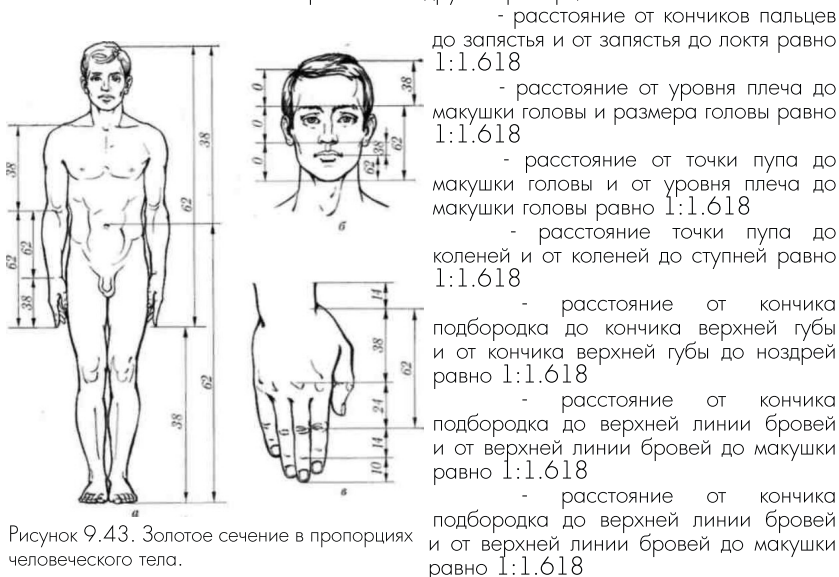 - расстояние от кончиков пальцев
до запястья и от запястья до локтя равно
1:1.618
- расстояние от уровня плеча до
макушки головы и размера головы равно
1:1.618
- расстояние от точки пупа до
макушки головы и от уровня плеча до
макушки головы равно 1:1.618
- расстояние точки пупа до
коленей и от коленей до ступней равно
1:1.618
- расстояние от кончика
подбородка до кончика верхней губы
и от кончика верхней губы до ноздрей
равно 1:1.618
- расстояние от кончика
подбородка до верхней линии бровей
и от верхней линии бровей до макушки
равно 1:1.618
- расстояние от кончика
подбородка до верхней линии бровей
и от верхней линии бровей до макушки
равно 1:1.618
38
62
62
38
38
62
62
38
а
0
0
0
38
62
38
62
б
14
38
62
24
14
10
в
Рисунок 9.43. Золотое сечение в пропорциях
человеческого тела.